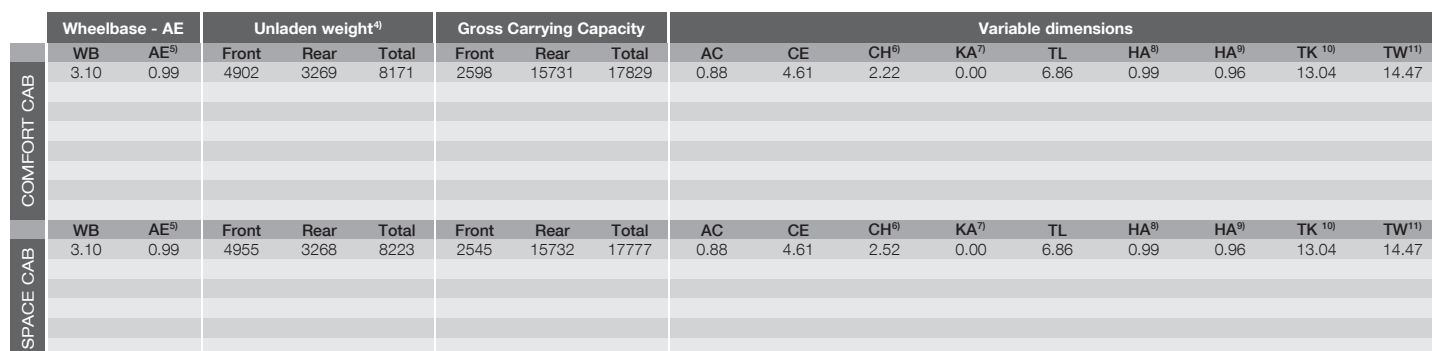 Wheelbase - AE Unladen weight4) Gross Carrying Capacity Variable dimensions
WB AE5) Front Rear Total Front Rear Total AC CE CH6) KA7) TL HA8) HA9) TK 10) TW11)
3.10 0.99 4902 3269 8171 2598 15731 17829 0.88 4.61 2.22 0.00 6.86 0.99 0.96 13.04 14.47
COMFORT CAB
WB AE5) Front Rear Total Front Rear Total AC CE CH6) KA7) TL HA8) HA9) TK 10) TW11)
3.10 0.99 4955 3268 8223 2545 15732 17777 0.88 4.61 2.52 0.00 6.86 0.99 0.96 13.04 14.47
SPACE CAB